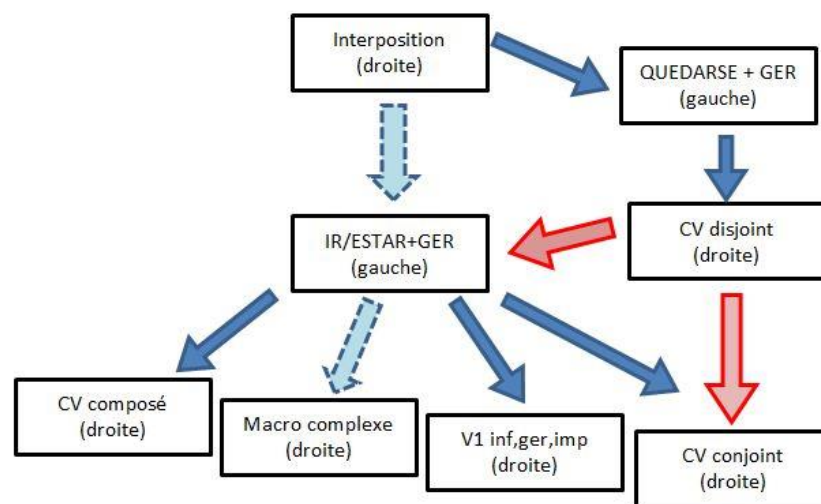 Interposition
(droite)
QUEDARSE + GER
(gauche)
IR/ESTAR+GER
(gauche)
CV disjoint
(droite)
CV composé
(droite)
Macro complexe
(droite)
V1 inf,ger,imp
(droite)
CV conjoint
(droite)